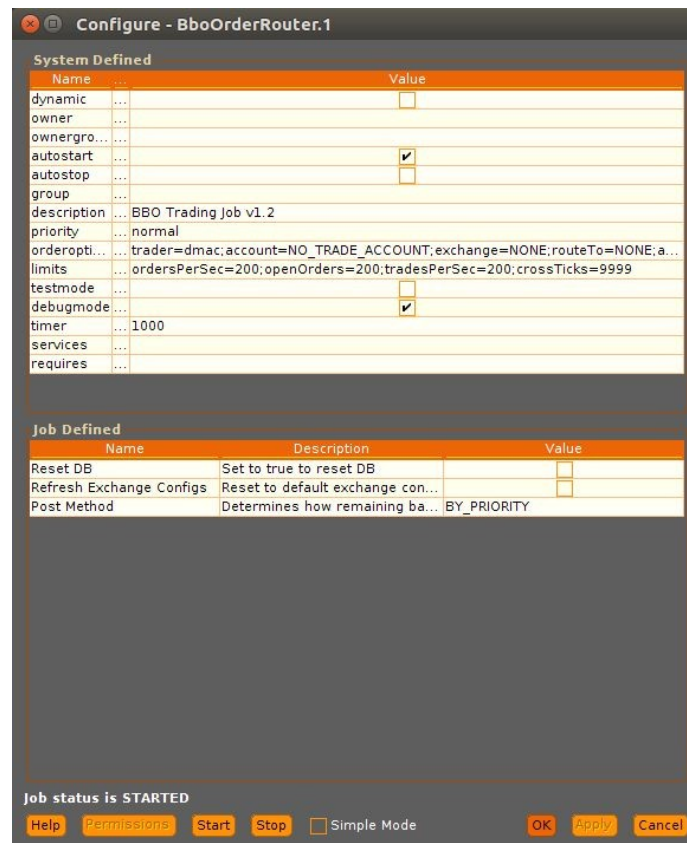 Configure - BboOrderRouter.1
System Defined
Name ... Value
dynamic ...
owner ...
ownergro... ...
autostart ...
autostop ...
group ...
description ... BBO Trading Job v1.2
priority ... normal
orderopti... ... trader=dmac;account=NO_TRADE_ACCOUNT;exchange=NONE;routeTo=NONE;a...
limits ... ordersPerSec=200;openOrders=200;tradesPerSec=200;crossTicks=9999
testmode ...
debugmode ...
timer ... 1000
services ...
requires ...
Job Defined
Name Description Value
Reset DB Set to true to reset DB
Refresh Exchange Configs Reset to default exchange con...
Post Method Determines how remaining ba... BY_PRIORITY
Job status is STARTED
Help Permissions Start Stop Simple Mode OK Apply Cancel